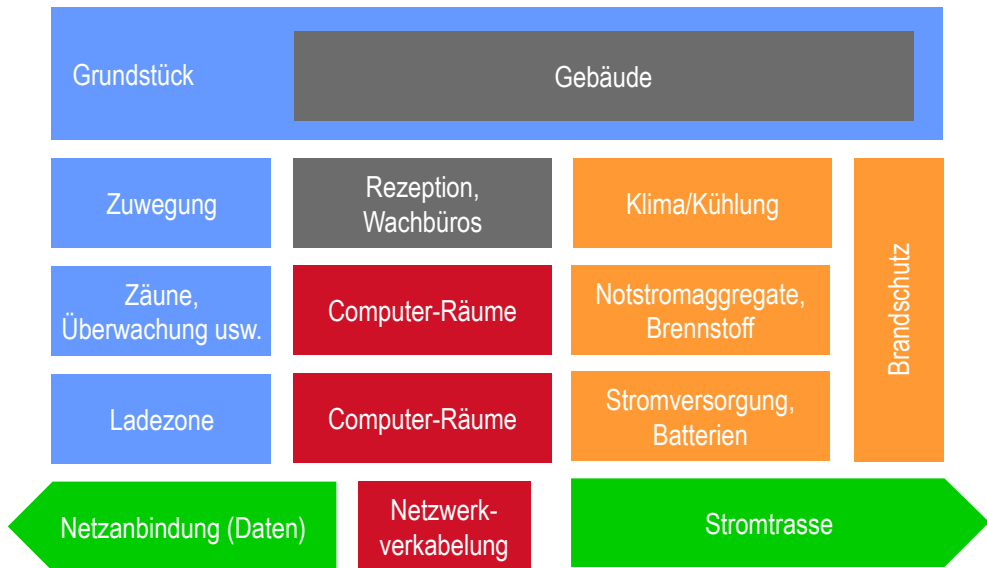 Grundstück
Gebäude
Zuwegung
Rezeption,
Wachbüros
Klima/Kühlung
Brandschutz
Zäune,
Überwachung usw.
Computer-Räume
Notstromaggregate,
Brennstoff
Ladezone
Computer-Räume
Stromversorgung,
Batterien
Netzanbindung (Daten)
Netzwerk-
verkabelung
Stromtrasse